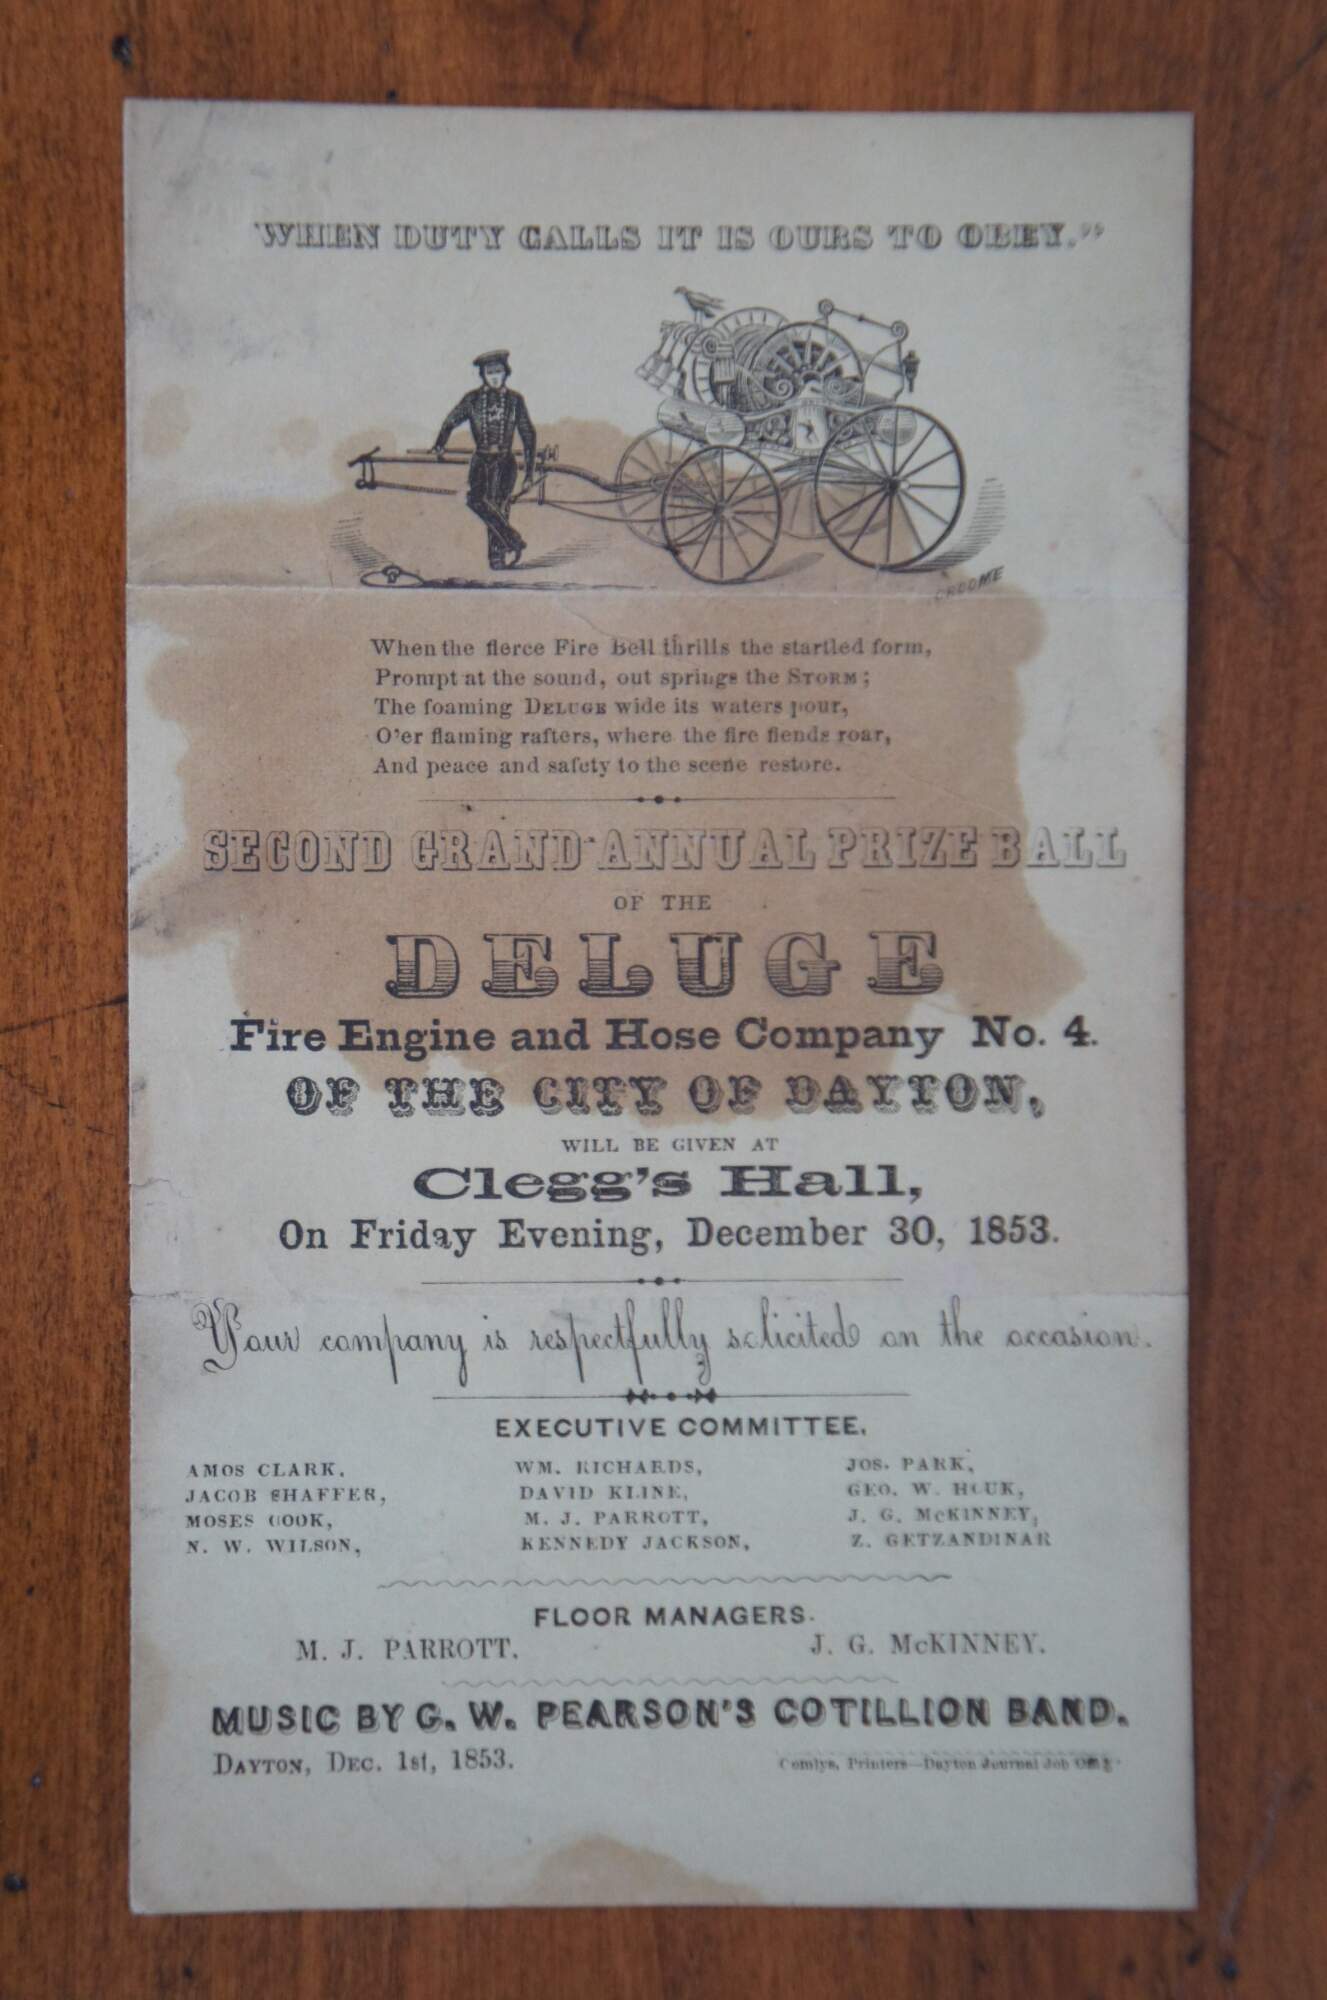 "WHEN DUTY CALLS IT IS OURS TO OBEY."
CROOME
When the fierce Fire Bell thrills the startled form,
Prompt at the sound, out springs the STORM;
The foaming DELUGE wide its waters pour,
O'er flaming rafters, where the fire fiends roar,
And peace and safety to the scene restore.
SECOND GRAND ANNUAL PRIZE BALL
OF THE
DELUGE
Fire Engine and Hose Company No. 4.
OF THE CITY OF DAYTON,
WILL BE GIVEN AT
Clegg's Hall,
On Friday Evening, December 30, 1853.
Your company is respectfully solicited on the occasion.
EXECUTIVE COMMITTEE.
AMOS CLARK, WM. RICHARDS, JOS. PARK,
JACOB SHAFFER, DAVID KLINE, GEO. W. HOUK,
MOSES COOK, M. J. PARROTT, J. G. McKINNEY,
N. W. WILSON, KENNEDY JACKSON, Z. GETZANDINAR
FLOOR MANAGERS.
M. J. PARROTT. J. G. McKINNEY.
MUSIC BY G. W. PEARSON'S COTILLION BAND.
DAYTON, DEC. 1st, 1853. Comlys, Printers—Dayton Journal Job